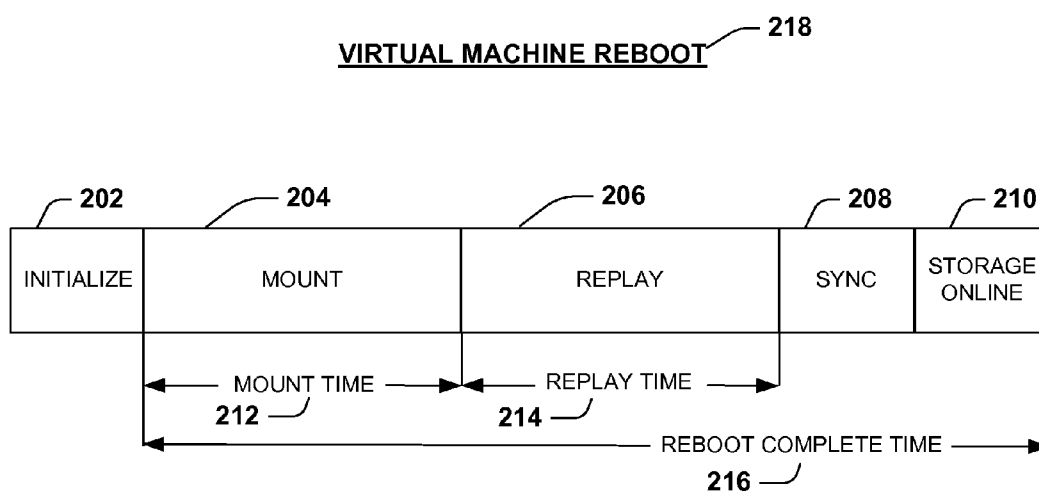 218
VIRTUAL MACHINE REBOOT
202 204 206 208 210
INITIALIZE MOUNT REPLAY SYNC STORAGE
ONLINE
MOUNT TIME REPLAY TIME
212 214
REBOOT COMPLETE TIME
216